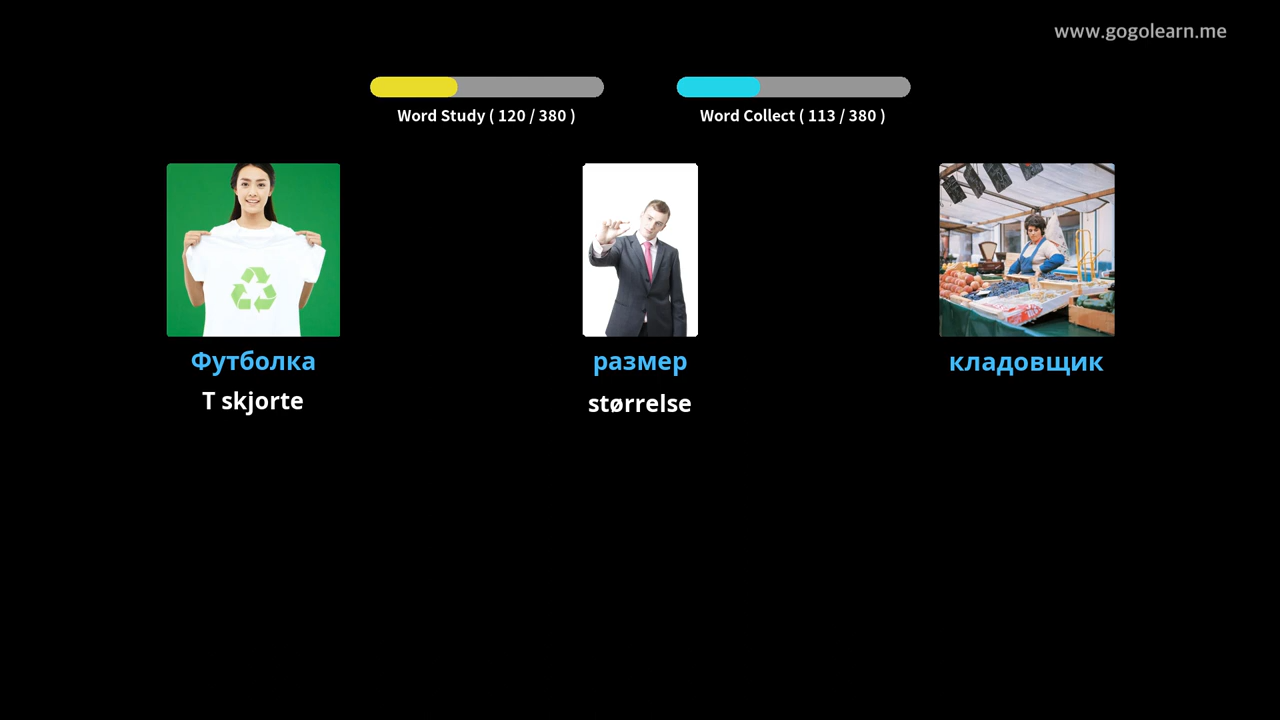 www.gogolearn.me
Word Study ( 120 / 380 )
Word Collect ( 113 / 380 )
Футболка
размер
кладовщик
T skjorte
størrelse